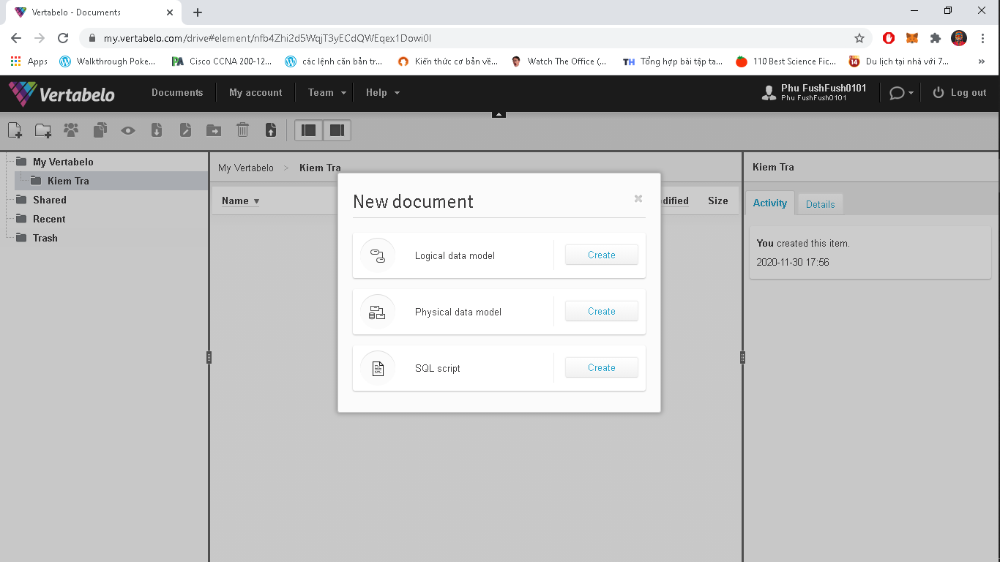 Vertabelo - Documents
my.vertabelo.com/drive#element/nfb4Zhi2d5WqjT3yECdQWEqex1Dowi0l
Apps Walkthrough Poke... Cisco CCNA 200-12... các lệnh căn bản tr... Kiến thức cơ bản về... Watch The Office (... Tổng hợp bài tập ta... 110 Best Science Fic... Du lịch tại nhà với 7... »
Vertabelo Documents My account Team Help Phu FushFush0101 Log out
Phu FushFush0101
My Vertabelo
Kiem Tra
Shared
Recent
Trash
My Vertabelo > Kiem Tra
Name Size
New document
Logical data model Create
Physical data model Create
SQL script Create
Kiem Tra
Activity Details
You created this item.
2020-11-30 17:56